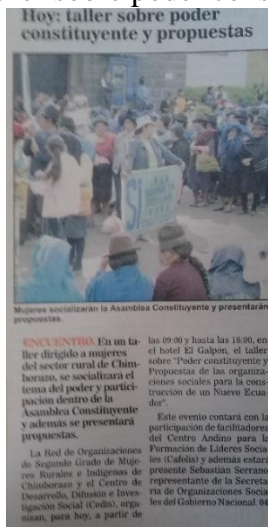 Hoy: taller sobre poder
constituyente y propuestas
SI
Mujeres socializarán la Asamblea Constituyente y presentarán
propuestas.
ENCUENTRO. En un ta-
ller dirigido a mujeres
del sector rural de Chim-
borazo, se socializará el
tema del poder y partici-
pación dentro de la
Asamblea Constituyente
y además se presentará
propuestas.
La Red de Organizaciones
de Segundo Grado de Muje-
res Rurales e Indígenas de
Chimborazo y el Centro de
Desarrollo, Difusión e Inves-
tigación Social (Cedis), orga-
nizan, para hoy, a partir de
las 09:00 y hasta las 16:00, en
el hotel El Galpón, el taller
sobre "Poder constituyente y
Propuestas de las organiza-
ciones sociales para la cons-
trucción de un Nuevo Ecua-
dor".
Este evento contará con la
participación de facilitadores
del Centro Andino para la
Formación de Líderes Socia-
les (Cafolis) y además estará
presente Sebastián Serrano
representante de la Secreta-
ría de Organizaciones Socia-
les del Gobierno Nacional.